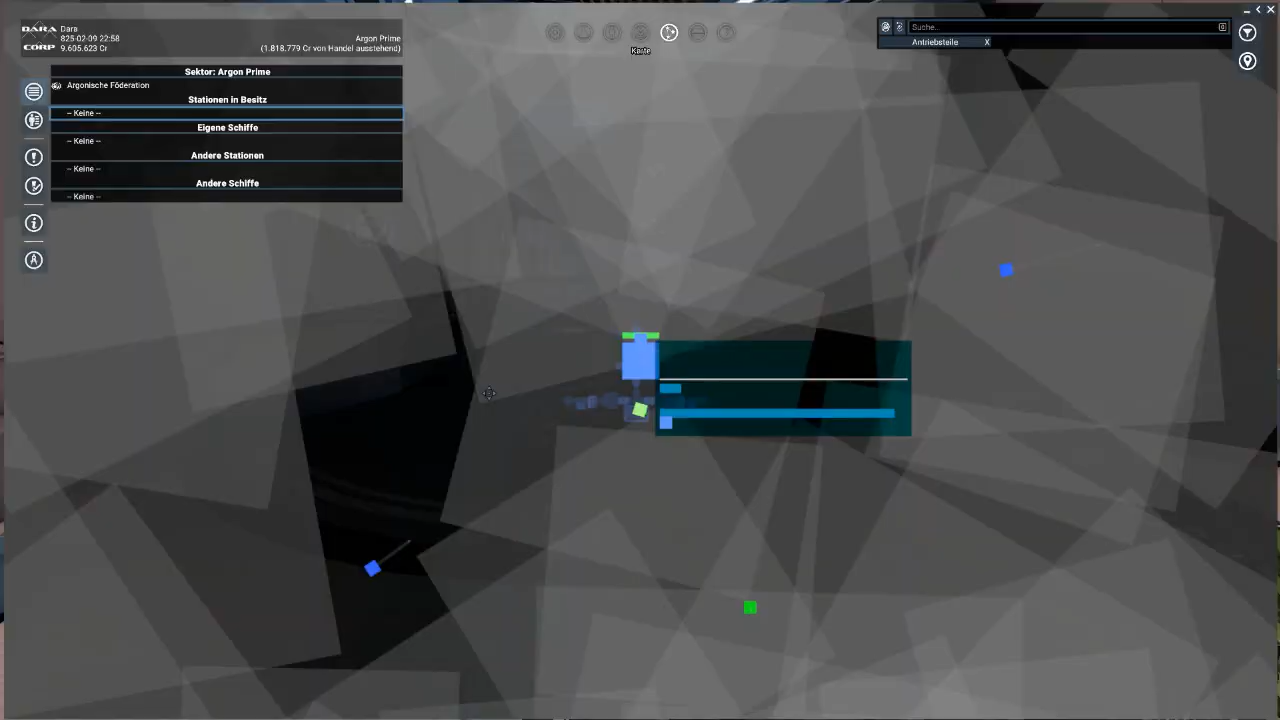 DARA
CORP
Dara
825-02-09 22:58
9.605.623 Cr
Argon Prime
(1.818.779 Cr von Handel ausstehend)
Karte
Suche...
Antriebsteile X
Sektor: Argon Prime
Argonische Föderation
Stationen in Besitz
-- Keine --
Eigene Schiffe
-- Keine --
Andere Stationen
-- Keine --
Andere Schiffe
-- Keine --